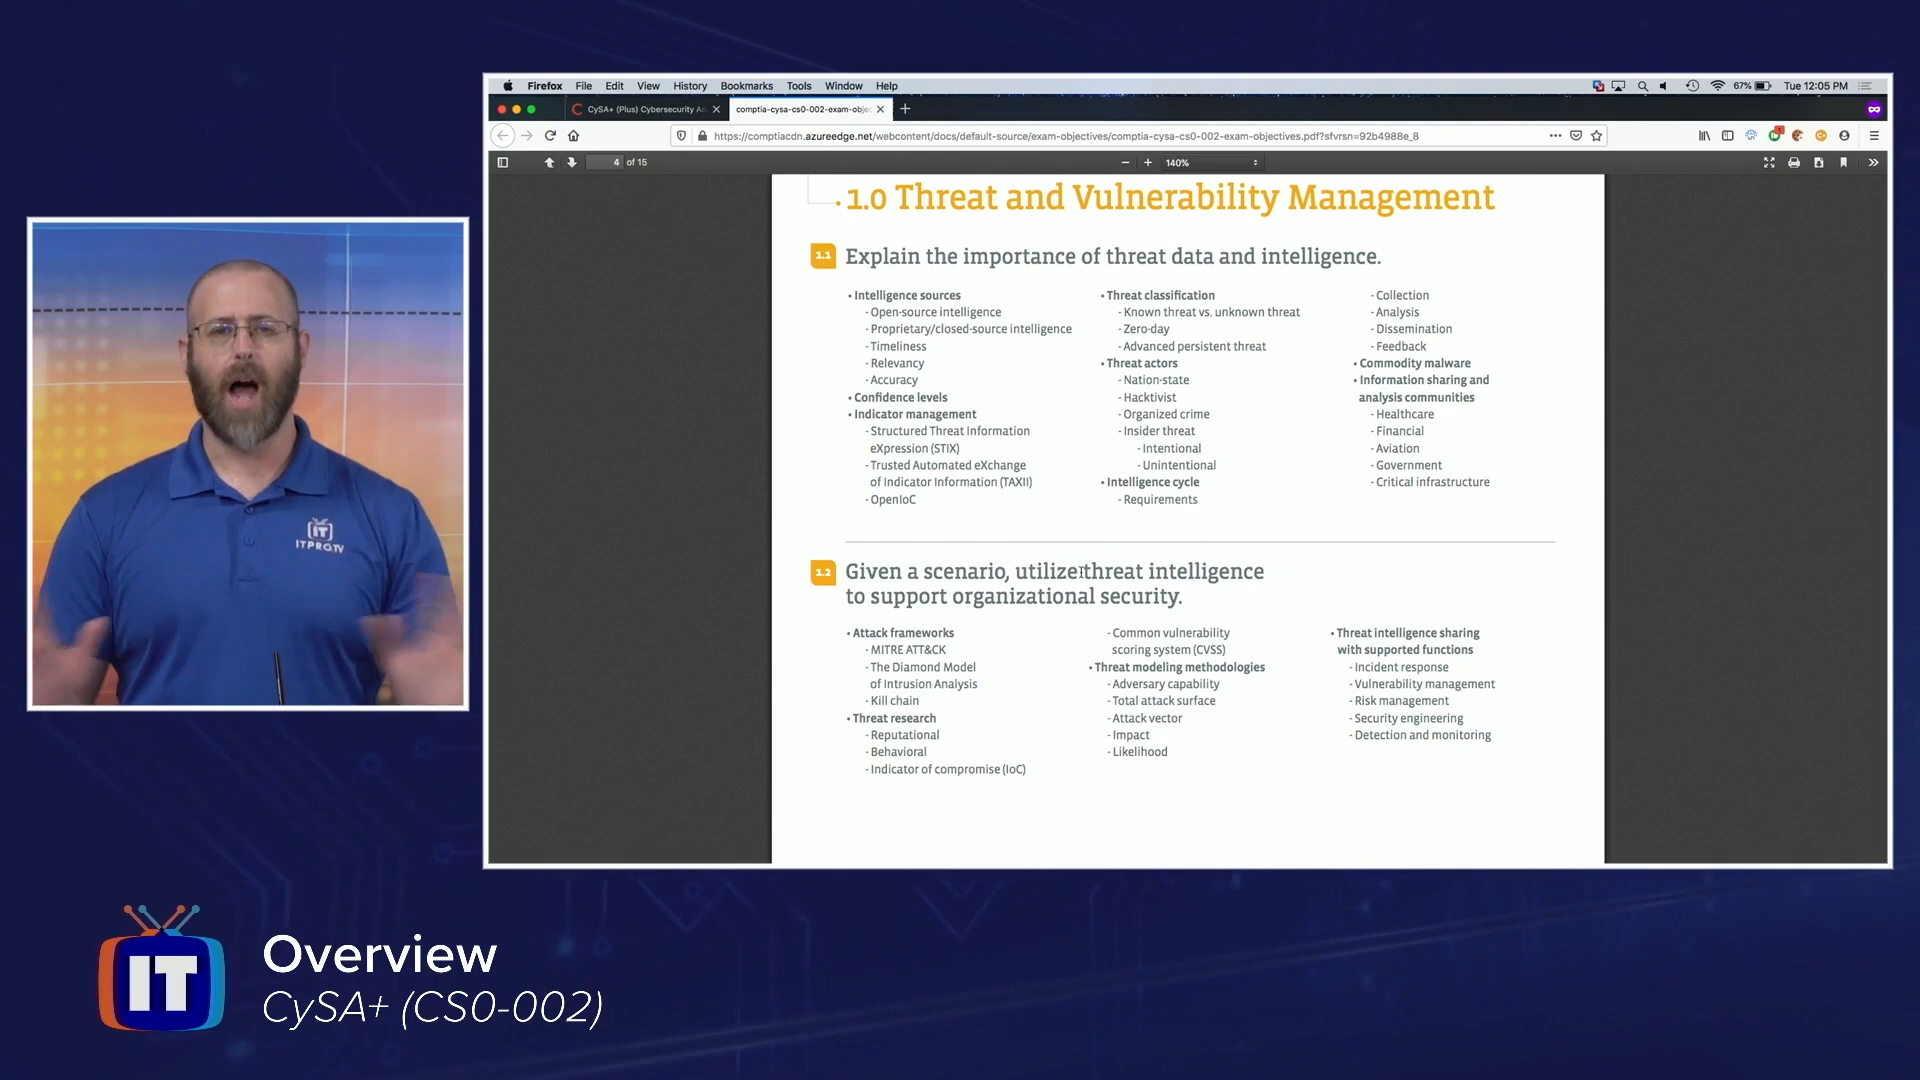 Firefox File Edit View History Bookmarks Tools Window Help
67% Tue 12:05 PM
CySA+ (Plus) Cybersecurity An
comptia-cysa-cs0-002-exam-obje
https://comptiacdn.azureedge.net/webcontent/docs/default-source/exam-objectives/comptia-cysa-cs0-002-exam-objectives.pdf?sfvrsn=92b4988e_8
4 of 15
140%
1.0 Threat and Vulnerability Management
1.1 Explain the importance of threat data and intelligence.
• Intelligence sources
- Open-source intelligence
- Proprietary/closed-source intelligence
- Timeliness
- Relevancy
- Accuracy
• Confidence levels
• Indicator management
- Structured Threat Information
eXpression (STIX)
- Trusted Automated eXchange
of Indicator Information (TAXII)
- OpenIoC
• Threat classification
- Known threat vs. unknown threat
- Zero-day
- Advanced persistent threat
• Threat actors
- Nation-state
- Hacktivist
- Organized crime
- Insider threat
- Intentional
- Unintentional
• Intelligence cycle
- Requirements
- Collection
- Analysis
- Dissemination
- Feedback
• Commodity malware
• Information sharing and
analysis communities
- Healthcare
- Financial
- Aviation
- Government
- Critical infrastructure
1.2 Given a scenario, utilize threat intelligence
to support organizational security.
• Attack frameworks
- MITRE ATT&CK
- The Diamond Model
of Intrusion Analysis
- Kill chain
• Threat research
- Reputational
- Behavioral
- Indicator of compromise (IoC)
- Common vulnerability
scoring system (CVSS)
• Threat modeling methodologies
- Adversary capability
- Total attack surface
- Attack vector
- Impact
- Likelihood
• Threat intelligence sharing
with supported functions
- Incident response
- Vulnerability management
- Risk management
- Security engineering
- Detection and monitoring
IT
ITPRO.TV
IT
Overview
CySA+ (CS0-002)